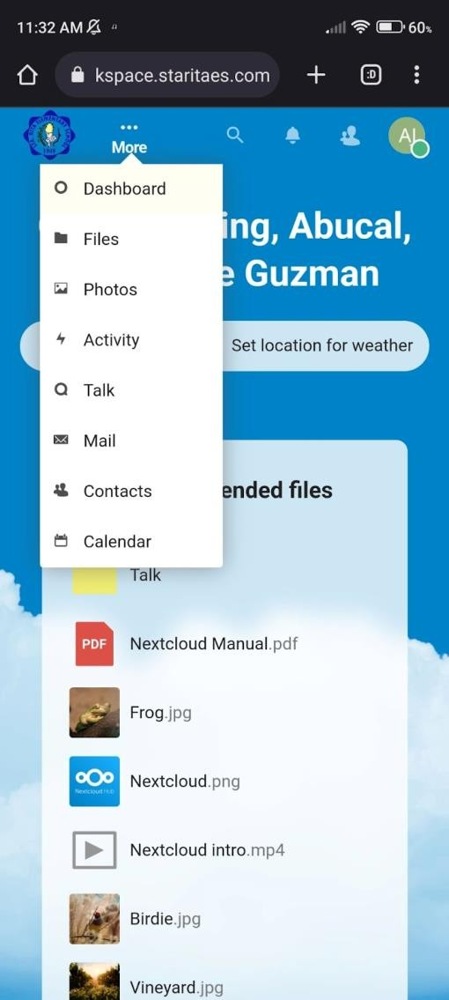 11:32 AM
60%
kspace.staritaes.com
:D
More
AJ
Dashboard
ing, Abucal,
Files
e Guzman
Photos
Activity
Set location for weather
Talk
Mail
Contacts
ended files
Calendar
Talk
PDF
Nextcloud Manual.pdf
Frog.jpg
Nextcloud Hub
Nextcloud.png
Nextcloud intro.mp4
Birdie.jpg
Vineyard.jpg